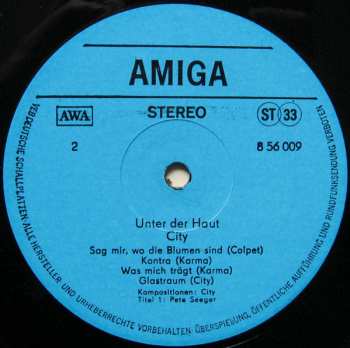 AMIGA
AWA
STEREO
ST 33
2
8 56 009
Unter der Haut
City
Sag mir, wo die Blumen sind (Colpet)
Kontra (Karma)
Was mich trägt (Karma)
Glastraum (City)
Kompositionen: City
Titel 1: Pete Seeger
VEB DEUTSCHE SCHALLPLATTEN · ALLE HERSTELLER UND URHEBERRECHTE VORBEHALTEN · ÜBERSPIELUNG, ÖFFENTLICHE AUFFÜHRUNG UND RUNDFUNKSENDUNG VERBOTEN